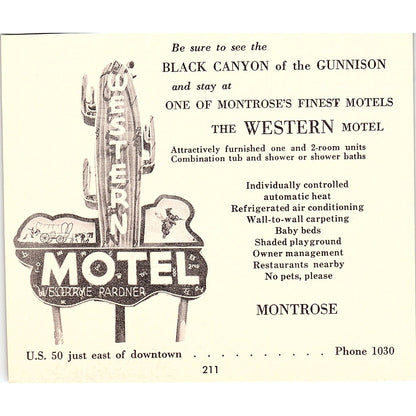 Be sure to see the
BLACK CANYON of the GUNNISON
and stay at
ONE OF MONTROSE'S FINEST MOTELS
THE WESTERN MOTEL
Attractively furnished one and 2-room units
Combination tub and shower or shower baths
WESTERN
MOTEL
WELCOME PARDNER
Individually controlled
automatic heat
Refrigerated air conditioning
Wall-to-wall carpeting
Baby beds
Shaded playground
Owner management
Restaurants nearby
No pets, please
MONTROSE
U.S. 50 just east of downtown . . . . . . . . . . Phone 1030
211